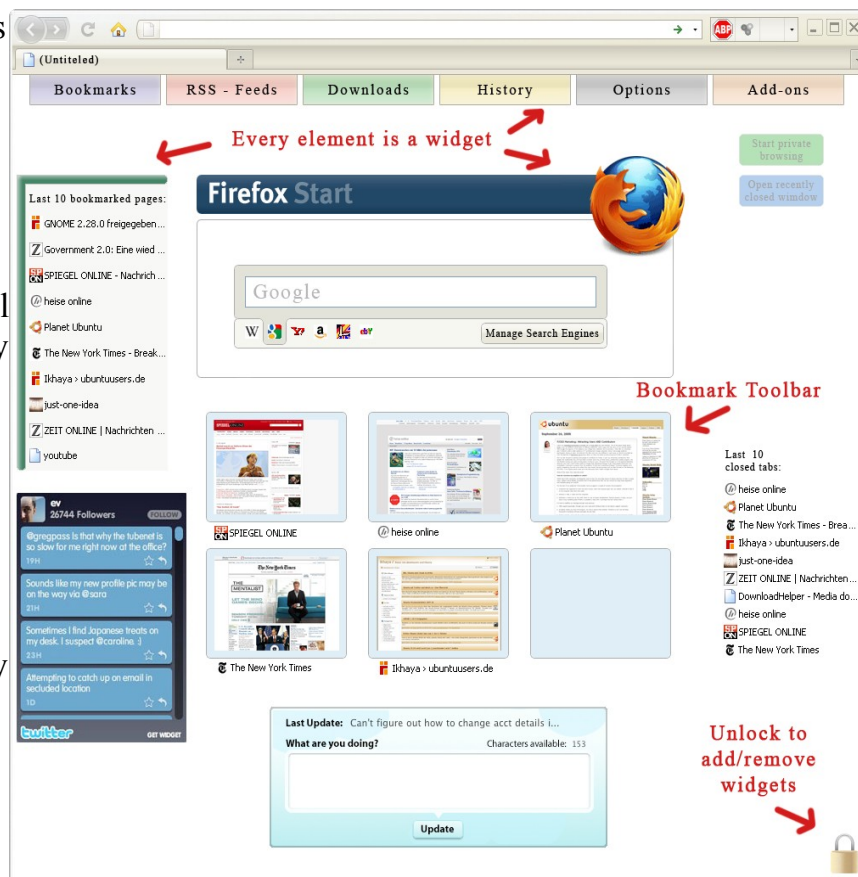 s
ABP
(Untiteled)
Bookmarks
RSS - Feeds
Downloads
History
Options
Add-ons
Every element is a widget
Start private
browsing
Open recently
closed wimdow
Last 10 bookmarked pages:
GNOME 2.28.0 freigegeben ...
Government 2.0: Eine wied ...
SPIEGEL ONLINE - Nachrich ...
heise online
Planet Ubuntu
The New York Times - Break...
Ikhaya › ubuntuusers.de
just-one-idea
ZEIT ONLINE | Nachrichten ...
youtube
Firefox Start
Google
Manage Search Engines
l
y
Bookmark Toolbar
SPIEGEL ONLINE
heise online
ubuntu
Planet Ubuntu
The New York Times
THE
MENTALIST
The New York Times
Ikhaya › ubuntuusers.de
Last 10
closed tabs:
heise online
Planet Ubuntu
The New York Times - Brea...
Ikhaya › ubuntuusers.de
just-one-idea
ZEIT ONLINE | Nachrichten...
DownloadHelper - Media do...
heise online
SPIEGEL ONLINE
The New York Times
ev
26744 Followers
FOLLOW
@gregpass Is that why the tubenet is
so slow for me right now at the office?
19H
Sounds like my new profile pic may be
on the way via @sara
21H
Sometimes I find Japanese treats on
my desk. I suspect @caroline. :)
23H
Attempting to catch up on email in
secluded location
1D
twitter
GET WIDGET
y
Last Update: Can't figure out how to change acct details i...
What are you doing?
Characters available: 153
Update
Unlock to
add/remove
widgets